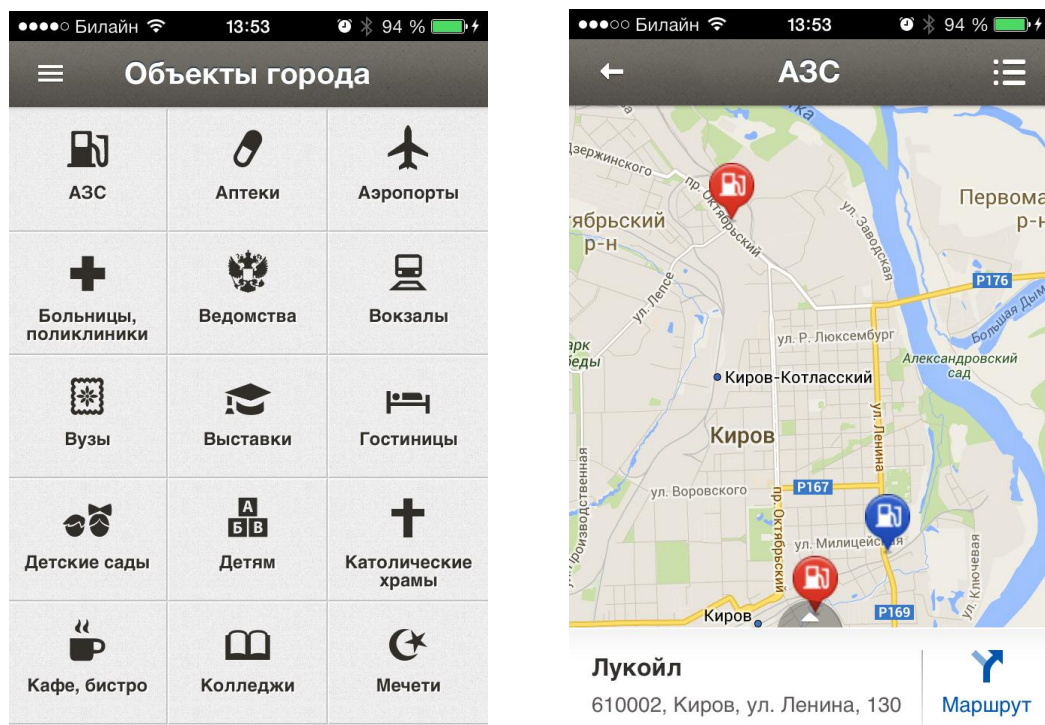 Билайн 13:53 94 %
Объекты города
АЗС
Аптеки
Аэропорты
Больницы,
поликлиники
Ведомства
Вокзалы
Вузы
Выставки
Гостиницы
Детские сады
А
Б В
Детям
Католические
храмы
Кафе, бистро
Колледжи
Мечети
Билайн 13:53 94 %
АЗС
Дзержинского
пр. Октябрьский
тябрьский
р-н
ул. Заводская
Первома
р-н
ул. Лепсе
Р176
Большая Дым
ул. Р. Люксембург
арк
беды
Александровский
сад
Киров-Котласский
ул. Ленина
Киров
ул. Производственная
ул. Воровского
Р167
пр. Октябрьский
ул. Милицейская
ул. Ключевая
Киров
Р169
Лукойл
610002, Киров, ул. Ленина, 130
Маршрут